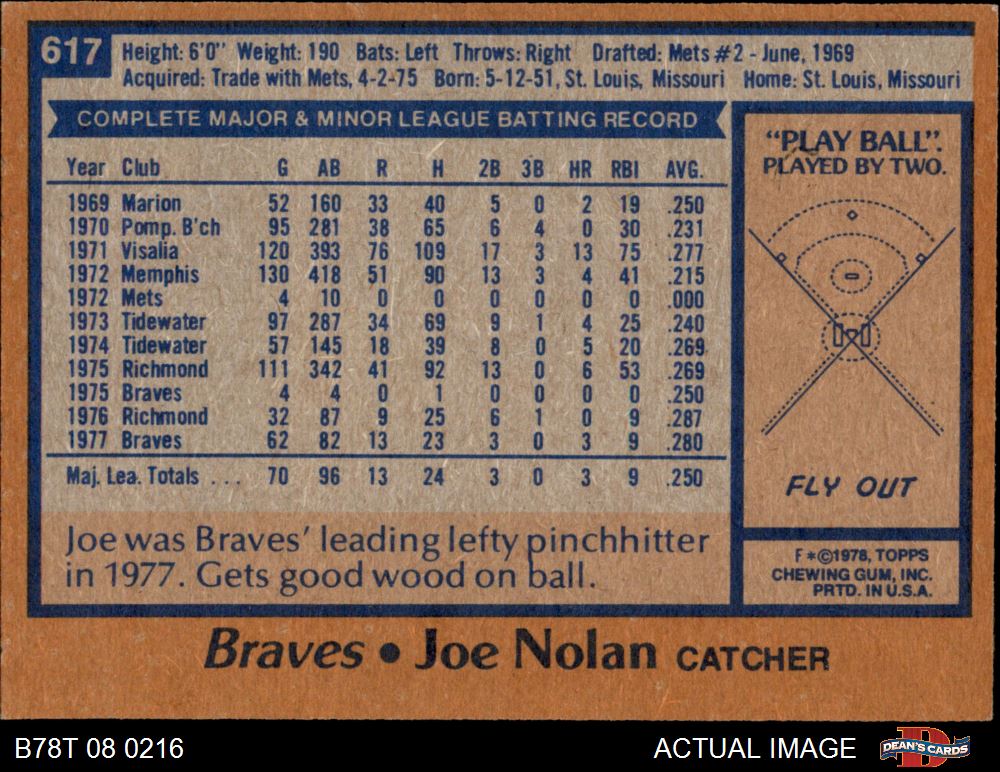 617
Height: 6'0" Weight: 190 Bats: Left Throws: Right Drafted: Mets #2 - June, 1969
Acquired: Trade with Mets, 4-2-75 Born: 5-12-51, St. Louis, Missouri Home: St. Louis, Missouri
COMPLETE MAJOR & MINOR LEAGUE BATTING RECORD
Year Club G AB R H 2B 3B HR RBI AVG.
1969 Marion 52 160 33 40 5 0 2 19 .250
1970 Pomp. B'ch 95 281 38 65 6 4 0 30 .231
1971 Visalia 120 393 76 109 17 3 13 75 .277
1972 Memphis 130 418 51 90 13 3 4 41 .215
1972 Mets 4 10 0 0 0 0 0 0 .000
1973 Tidewater 97 287 34 69 9 1 4 25 .240
1974 Tidewater 57 145 18 39 8 0 5 20 .269
1975 Richmond 111 342 41 92 13 0 6 53 .269
1975 Braves 4 4 0 1 0 0 0 0 .250
1976 Richmond 32 87 9 25 6 1 0 9 .287
1977 Braves 62 82 13 23 3 0 3 9 .280
Maj. Lea. Totals . . . 70 96 13 24 3 0 3 9 .250
Joe was Braves' leading lefty pinchhitter
in 1977. Gets good wood on ball.
"PLAY BALL".
PLAYED BY TWO.
FLY OUT
F*©1978, TOPPS
CHEWING GUM, INC.
PRTD. IN U.S.A.
Braves • Joe Nolan CATCHER
B78T 08 0216
ACTUAL IMAGE
D
DEAN'S CARDS